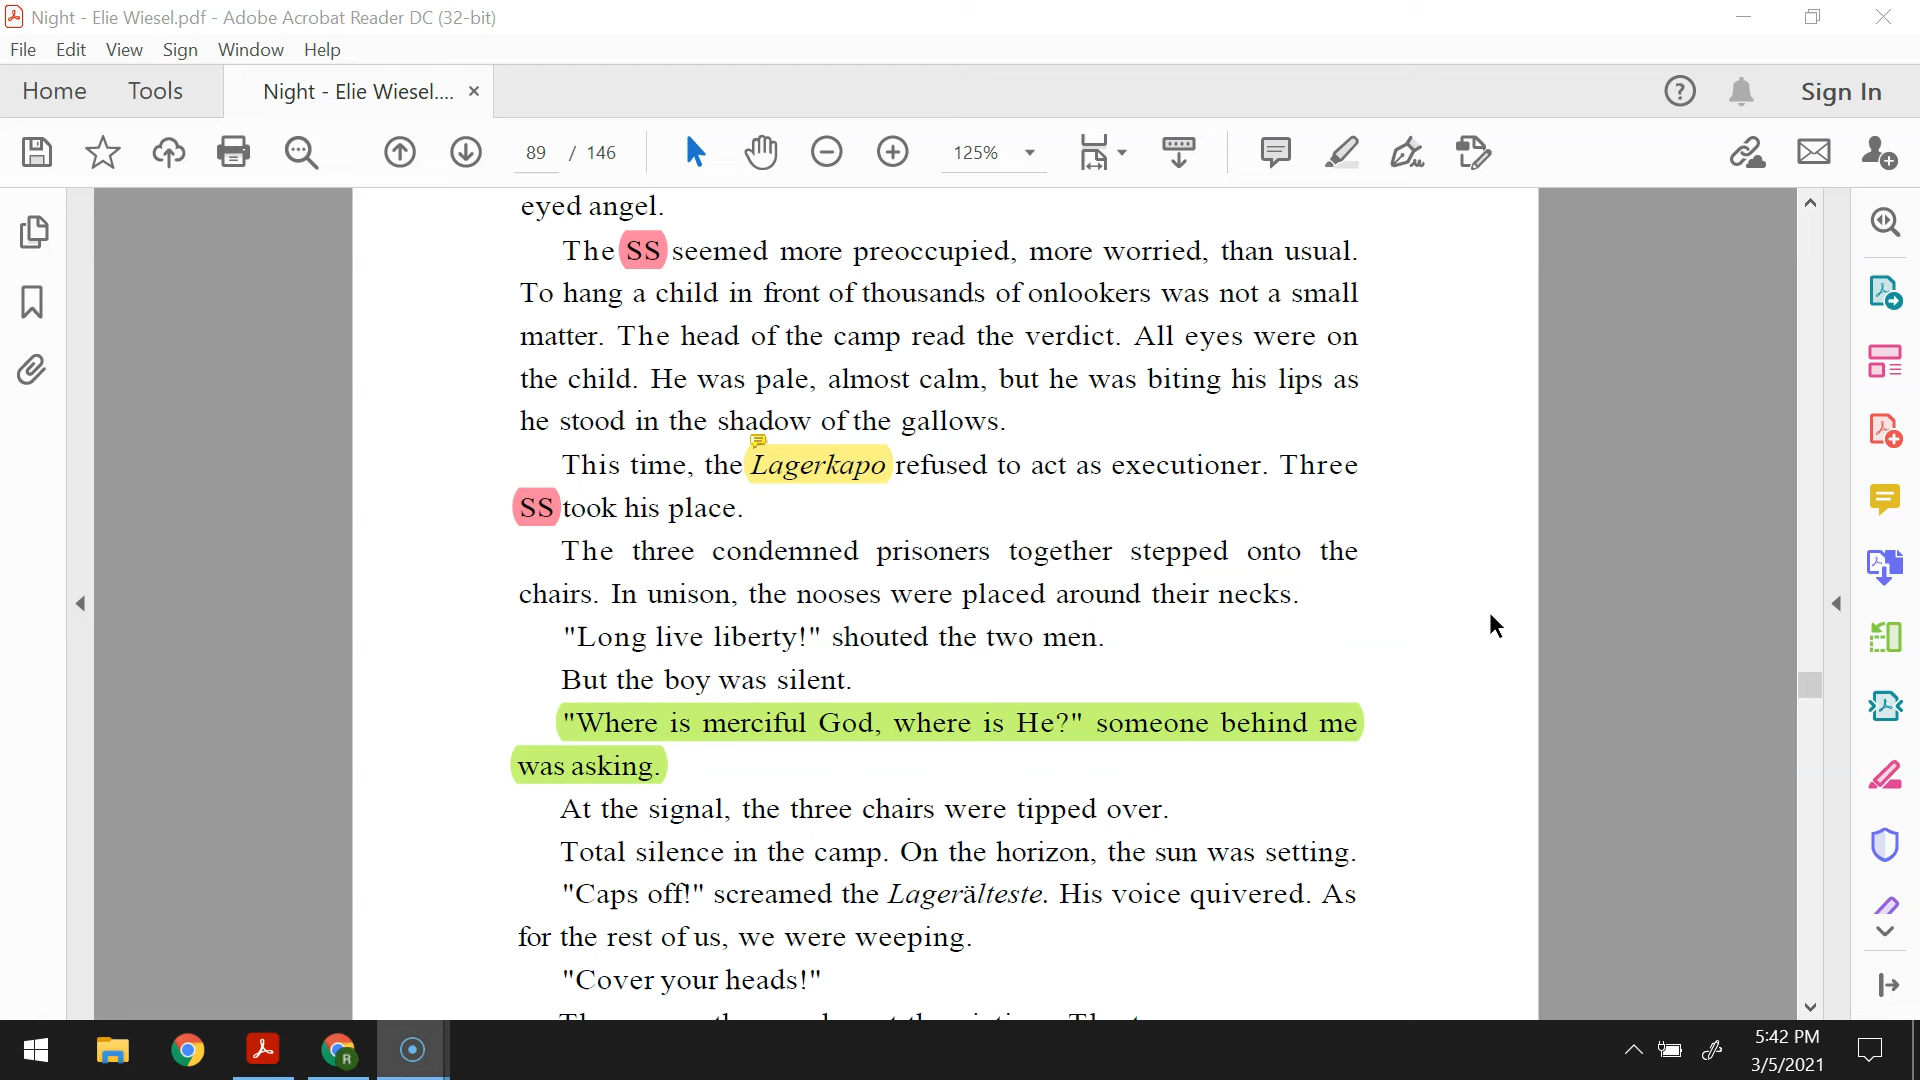 Night - Elie Wiesel.pdf - Adobe Acrobat Reader DC (32-bit)
File Edit View Sign Window Help
Home Tools Night - Elie Wiesel.... × Sign In
89 / 146 125%
eyed angel.
The SS seemed more preoccupied, more worried, than usual.
To hang a child in front of thousands of onlookers was not a small
matter. The head of the camp read the verdict. All eyes were on
the child. He was pale, almost calm, but he was biting his lips as
he stood in the shadow of the gallows.
This time, the Lagerkapo refused to act as executioner. Three
SS took his place.
The three condemned prisoners together stepped onto the
chairs. In unison, the nooses were placed around their necks.
"Long live liberty!" shouted the two men.
But the boy was silent.
"Where is merciful God, where is He?" someone behind me
was asking.
At the signal, the three chairs were tipped over.
Total silence in the camp. On the horizon, the sun was setting.
"Caps off!" screamed the Lagerälteste. His voice quivered. As
for the rest of us, we were weeping.
"Cover your heads!"
R
5:42 PM
3/5/2021